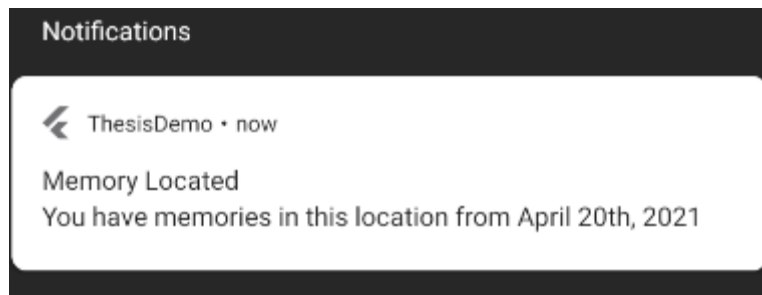 Notifications
ThesisDemo • now
Memory Located
You have memories in this location from April 20th, 2021